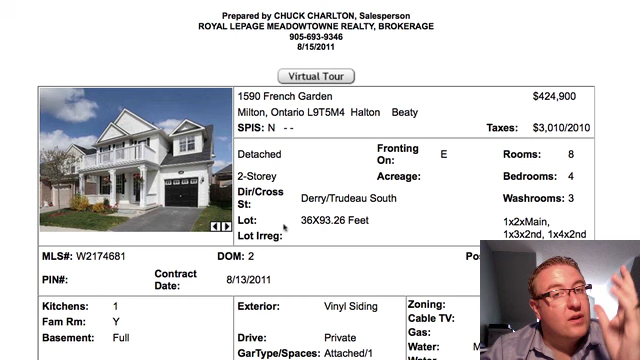 Prepared by CHUCK CHARLTON, Salesperson
ROYAL LEPAGE MEADOWTOWNE REALTY, BROKERAGE
905-693-9346
8/15/2011
Virtual Tour
1590 French Garden $424,900
Milton, Ontario L9T5M4 Halton Beaty
SPIS: N - - Taxes: $3,010/2010
Detached Fronting On: E Rooms: 8
2-Storey Acreage: Bedrooms: 4
Dir/Cross St: Derry/Trudeau South Washrooms: 3
Lot: 36X93.26 Feet 1x2xMain,
Lot Irreg: 1x3x2nd, 1x4x2nd
MLS#: W2174681 DOM: 2
PIN#: Contract Date: 8/13/2011
Kitchens: 1 Exterior: Vinyl Siding Zoning:
Fam Rm: Y Cable TV:
Basement: Full Drive: Private Gas:
GarType/Spaces: Attached/1 Water: